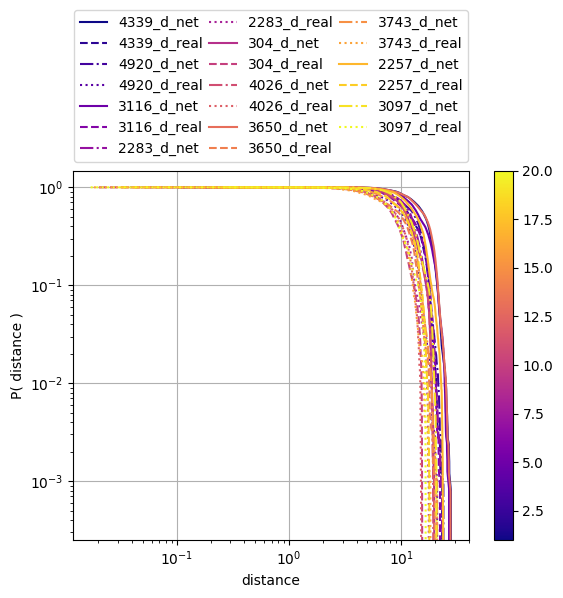 4339_d_net 2283_d_real 3743_d_net
4339_d_real 304_d_net 3743_d_real
4920_d_net 304_d_real 2257_d_net
4920_d_real 4026_d_net 2257_d_real
3116_d_net 4026_d_real 3097_d_net
3116_d_real 3650_d_net 3097_d_real
2283_d_net 3650_d_real
10⁰
10⁻¹
10⁻²
10⁻³
P( distance )
10⁻¹ 10⁰ 10¹
distance
20.0
17.5
15.0
12.5
10.0
7.5
5.0
2.5